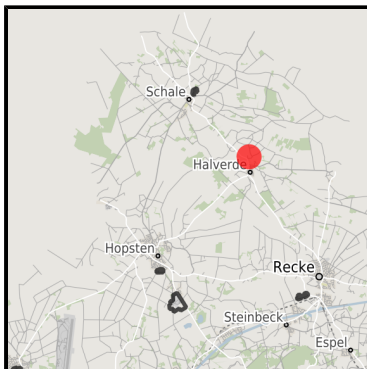 Schale
Halverde
Hopsten
Recke
Steinbeck
Espel